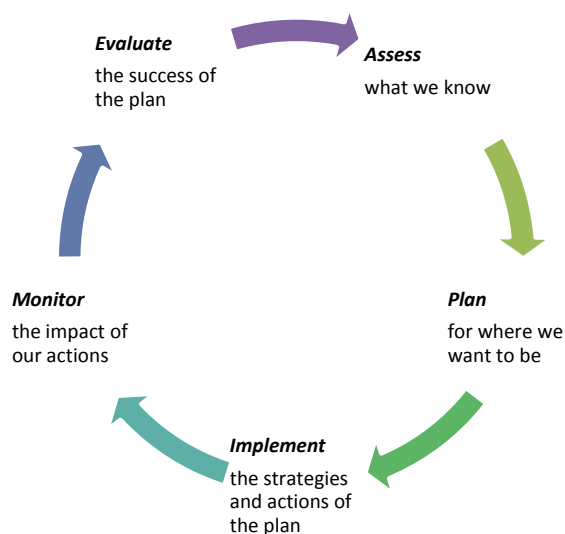 Evaluate
the success of
the plan
Assess
what we know
Plan
for where we
want to be
Implement
the strategies
and actions of
the plan
Monitor
the impact of
our actions